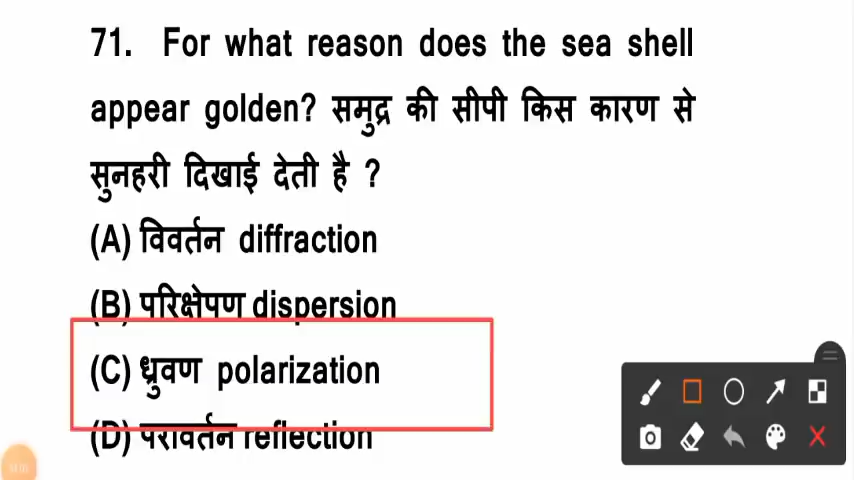 71. For what reason does the sea shell
appear golden? समुद्र की सीपी किस कारण से
सुनहरी दिखाई देती है ?
(A) विवर्तन diffraction
(B) परिक्षेपण dispersion
(C) ध्रुवण polarization
(D) परावर्तन reflection